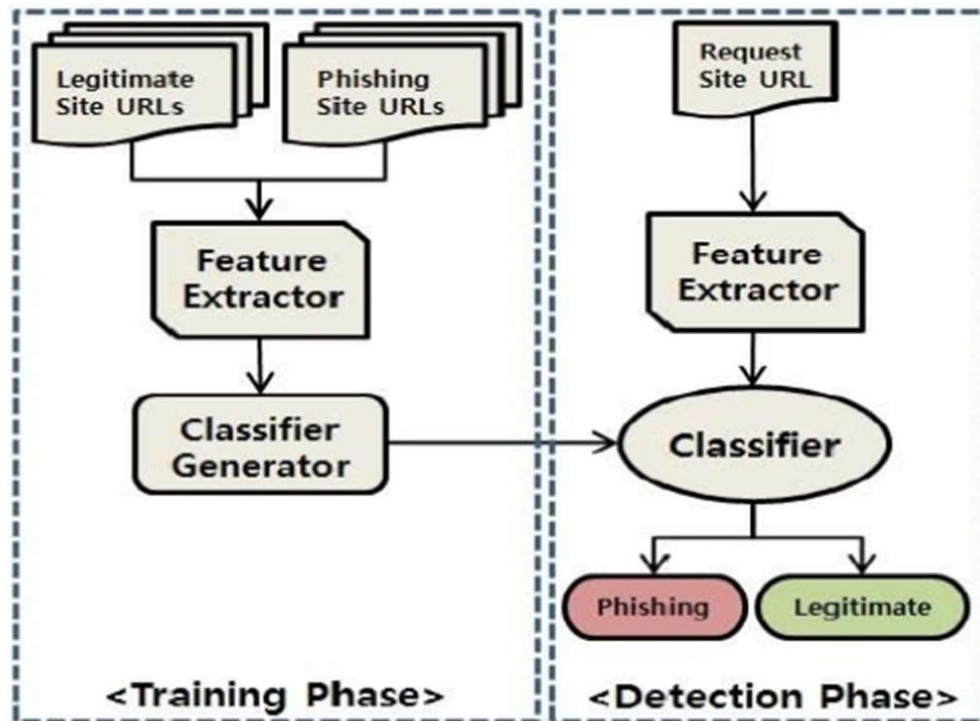 Legitimate
Site URLs
Phishing
Site URLs
Feature
Extractor
Classifier
Generator
<Training Phase>
Request
Site URL
Feature
Extractor
Classifier
Phishing
Legitimate
<Detection Phase>